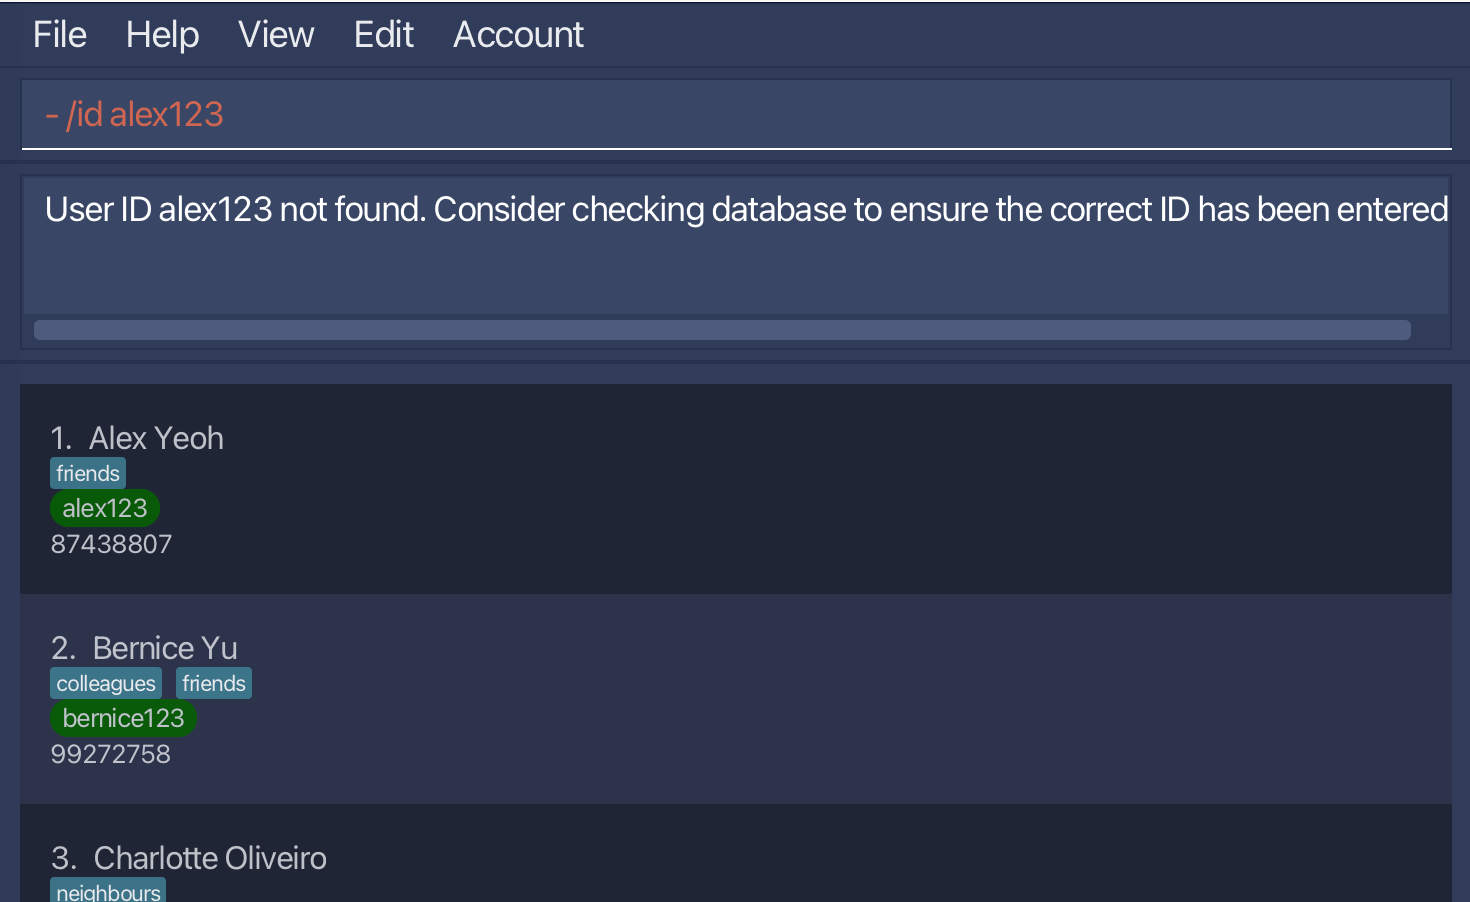 File Help View Edit Account
- /id alex123
User ID alex123 not found. Consider checking database to ensure the correct ID has been entered
1. Alex Yeoh
friends
alex123
87438807
2. Bernice Yu
colleagues friends
bernice123
99272758
3. Charlotte Oliveiro
neighbours